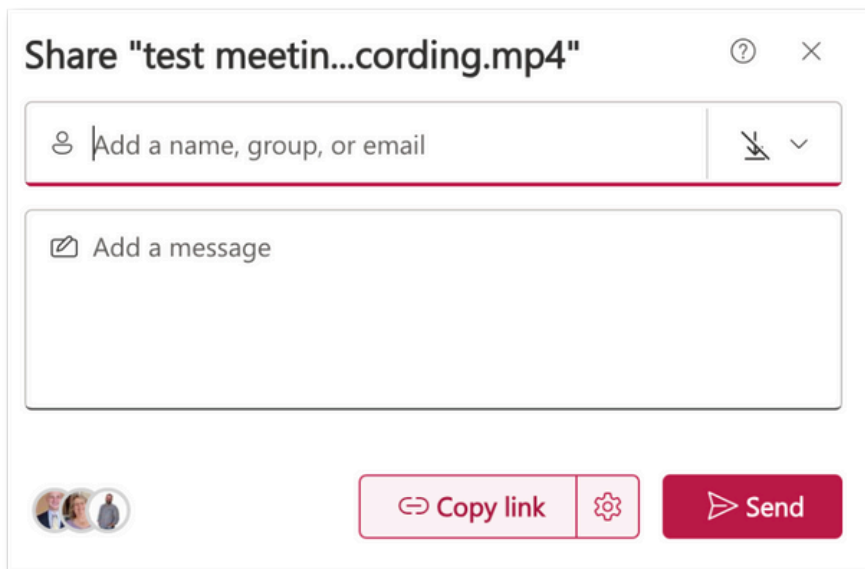 Share "test meetin...cording.mp4"
Add a name, group, or email
Add a message
Copy link
Send